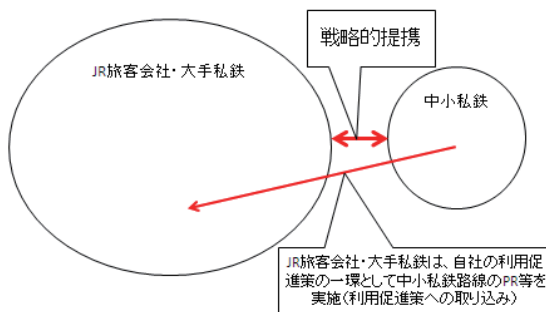 戦略的提携
JR旅客会社・大手私鉄
中小私鉄
JR旅客会社・大手私鉄は、自社の利用促
進策の一環として中小私鉄路線のPR等を
実施(利用促進策への取り込み)